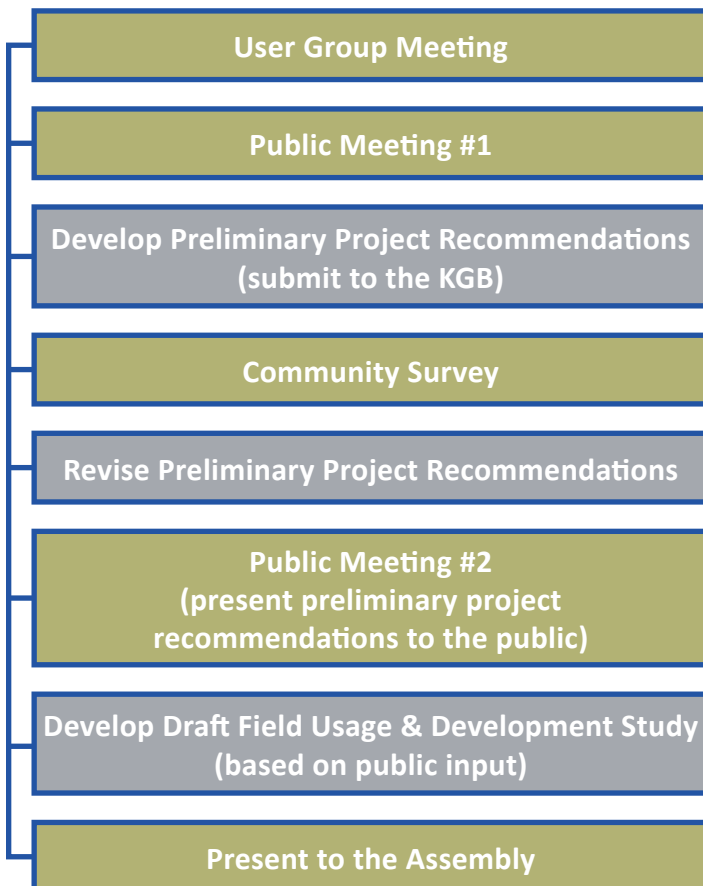 User Group Meeting
Public Meeting #1
Develop Preliminary Project Recommendations
(submit to the KGB)
Community Survey
Revise Preliminary Project Recommendations
Public Meeting #2
(present preliminary project
recommendations to the public)
Develop Draft Field Usage & Development Study
(based on public input)
Present to the Assembly